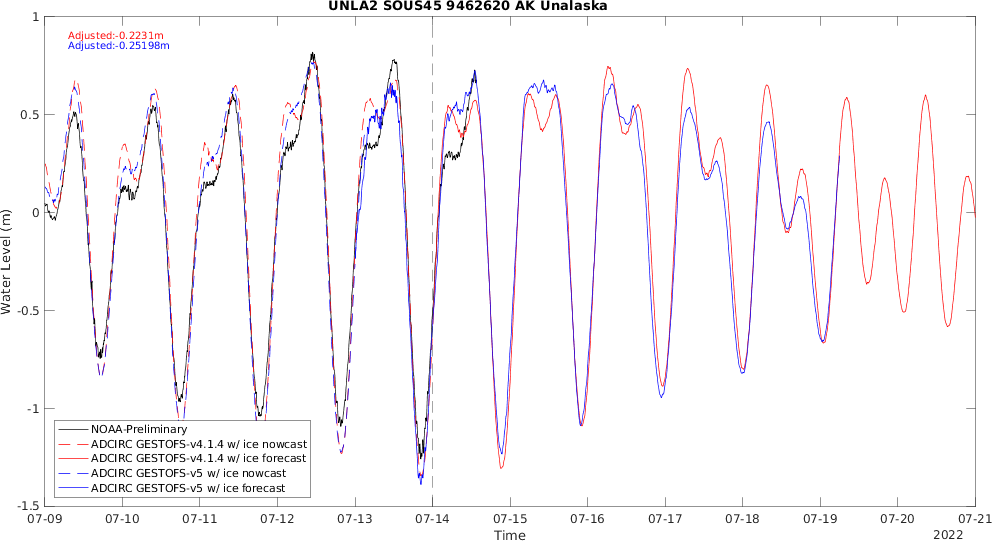 UNLA2 SOUS45 9462620 AK Unalaska
Adjusted:-0.2231m
Adjusted:-0.25198m
1
0.5
0
-0.5
-1
-1.5
Water Level (m)
NOAA-Preliminary
ADCIRC GESTOFS-v4.1.4 w/ ice nowcast
ADCIRC GESTOFS-v4.1.4 w/ ice forecast
ADCIRC GESTOFS-v5 w/ ice nowcast
ADCIRC GESTOFS-v5 w/ ice forecast
07-09 07-10 07-11 07-12 07-13 07-14 07-15 07-16 07-17 07-18 07-19 07-20 07-21
Time
2022